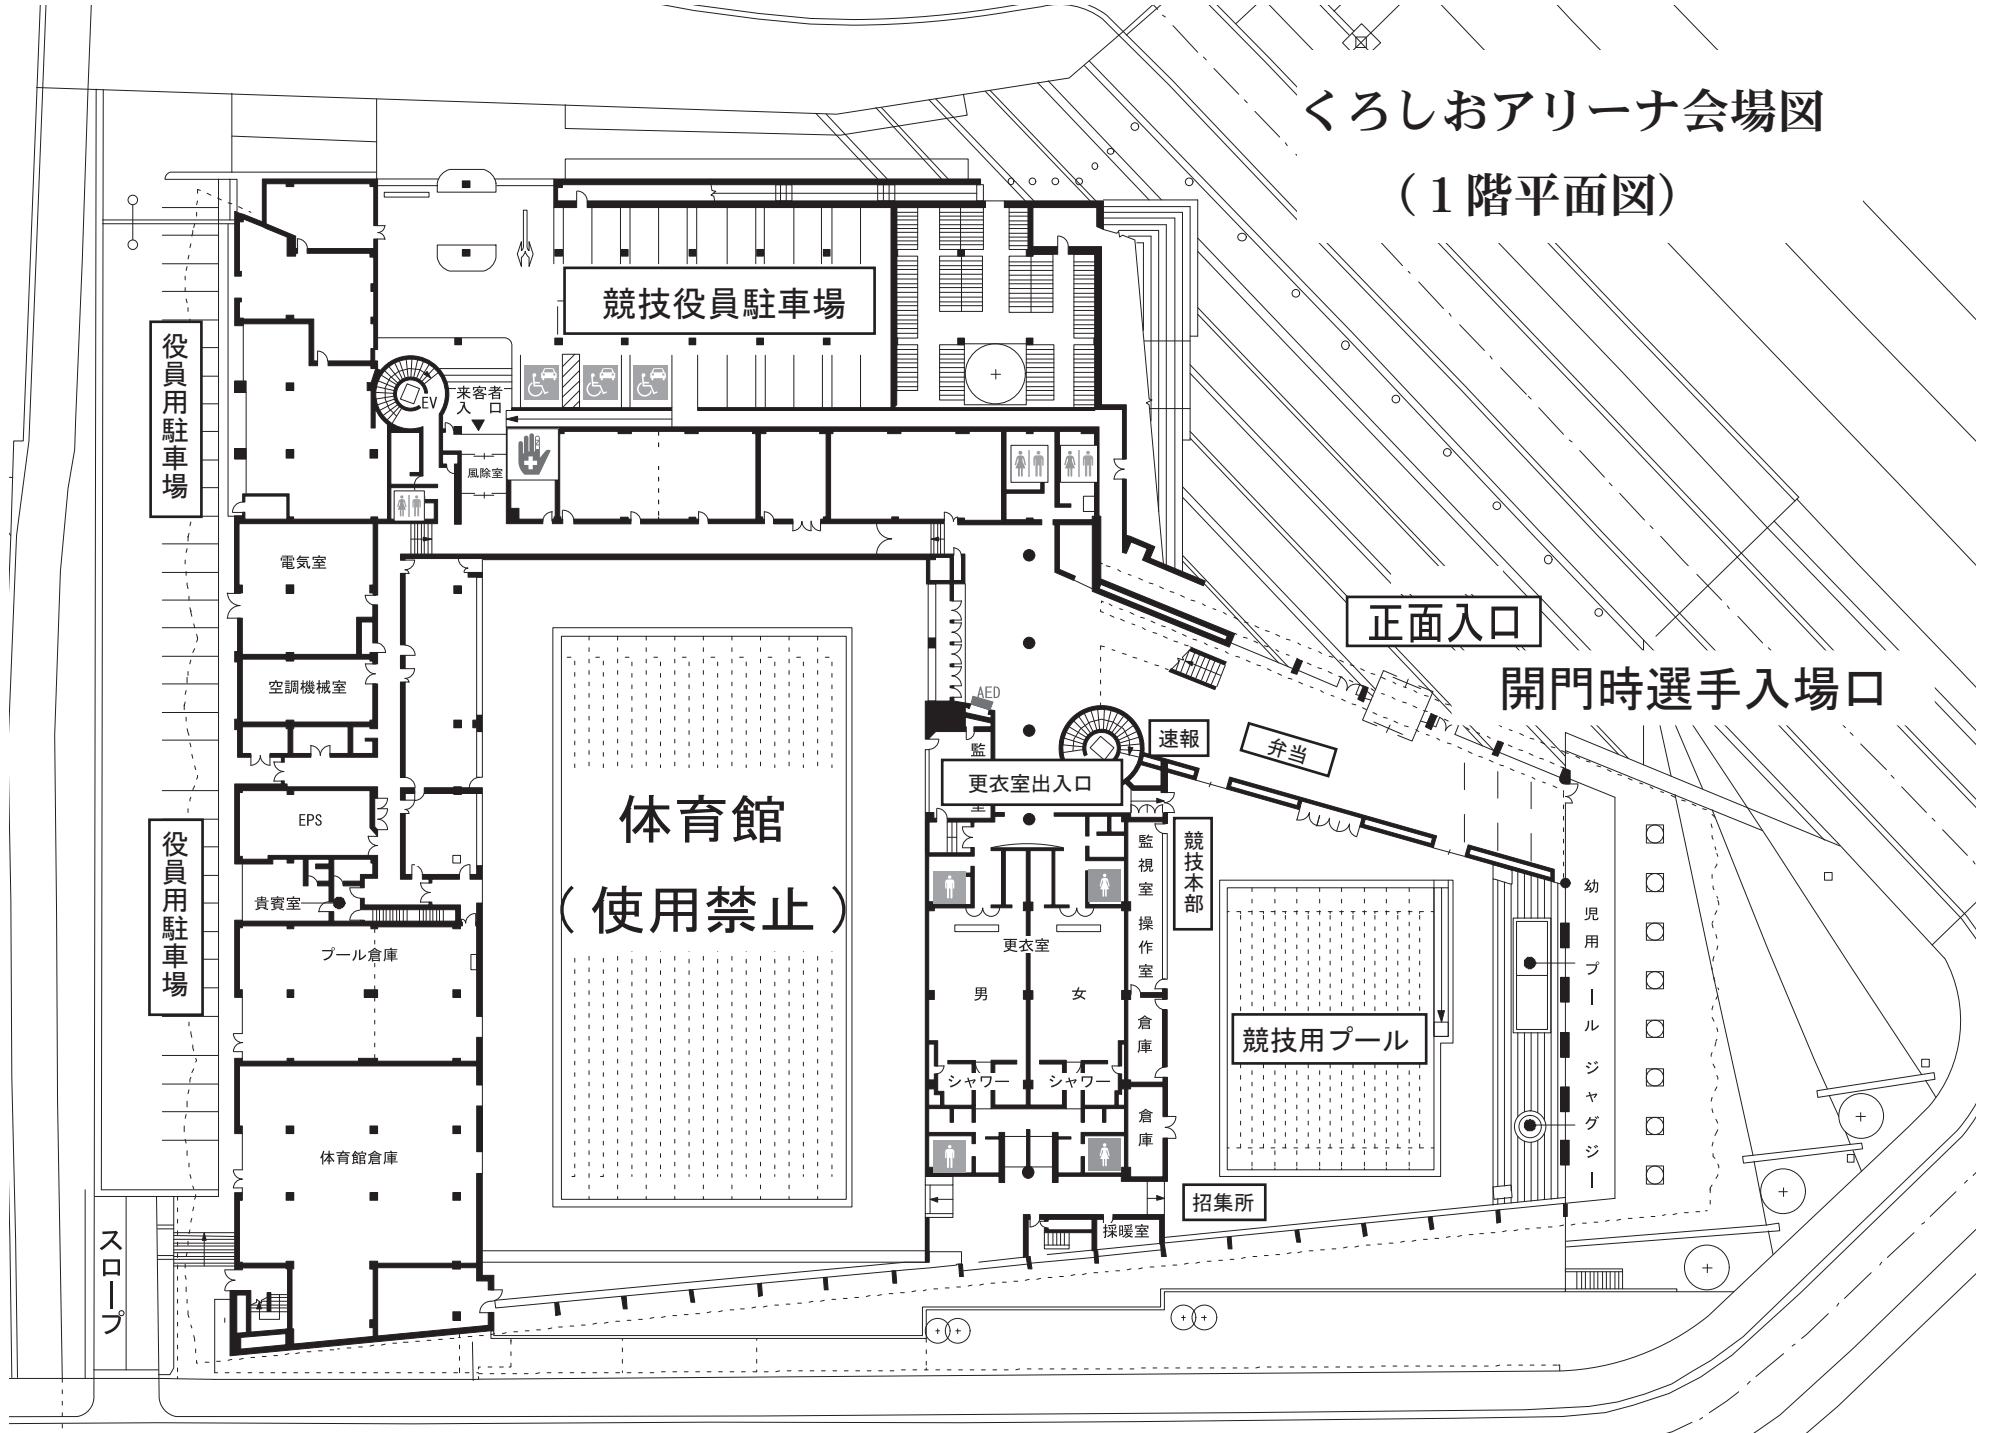 くろしおアリーナ会場図
（１階平面図）
競技役員駐車場
役員用駐車場
EV
来客者
入口
風除室
電気室
正面入口
開門時選手入場口
空調機械室
AED
速報
弁当
監
室
更衣室出入口
体育館
（使用禁止）
EPS
役員用駐車場
監視室
操作室
競技本部
貴賓室
プール倉庫
更衣室
男
女
幼児用プール
ジャグジー
倉庫
競技用プール
シャワー
シャワー
倉庫
体育館倉庫
招集所
採暖室
スロープ